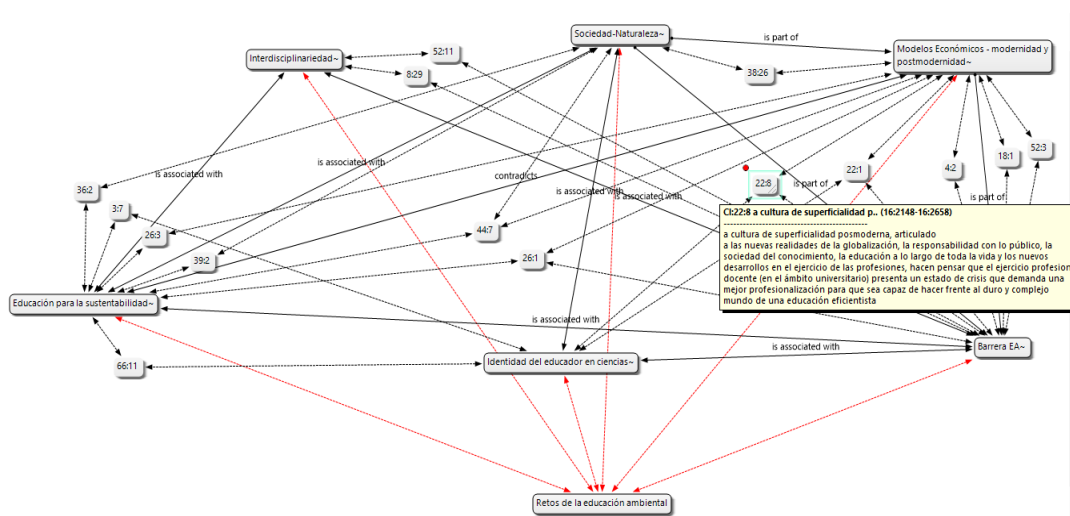 Sociedad-Naturaleza~
is part of
Interdisciplinariedad~
52:11
Modelos Económicos - modernidad y
postmodernidad~
8:29
38:26
is associated with
is associated with
contradicts
is associated with
is associated with
52:3
18:1
4:2
22:1
22:8
is part of
is part of
36:2
3:7
26:3
39:2
44:7
26:1
CI:22:8 a cultura de superficialidad p.. (16:2148-16:2658)
-----------------------------------
a cultura de superficialidad posmoderna, articulado
a las nuevas realidades de la globalización, la responsabilidad con lo público, la
sociedad del conocimiento, la educación a lo largo de toda la vida y los nuevos
desarrollos en el ejercicio de las profesiones, hacen pensar que el ejercicio profesion
docente (en el ámbito universitario) presenta un estado de crisis que demanda una
mejor profesionalización para que sea capaz de hacer frente al duro y complejo
mundo de una educación eficientista
Educación para la sustentabilidad~
is associated with
is associated with
Barrera EA~
66:11
Identidad del educador en ciencias~
Retos de la educación ambiental